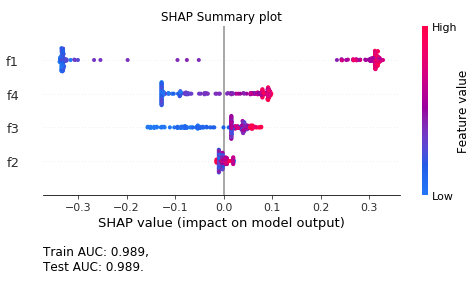 SHAP Summary plot
High
f1
f4
f3
f2
Feature value
Low
−0.3 −0.2 −0.1 0.0 0.1 0.2 0.3
SHAP value (impact on model output)
Train AUC: 0.989,
Test AUC: 0.989.